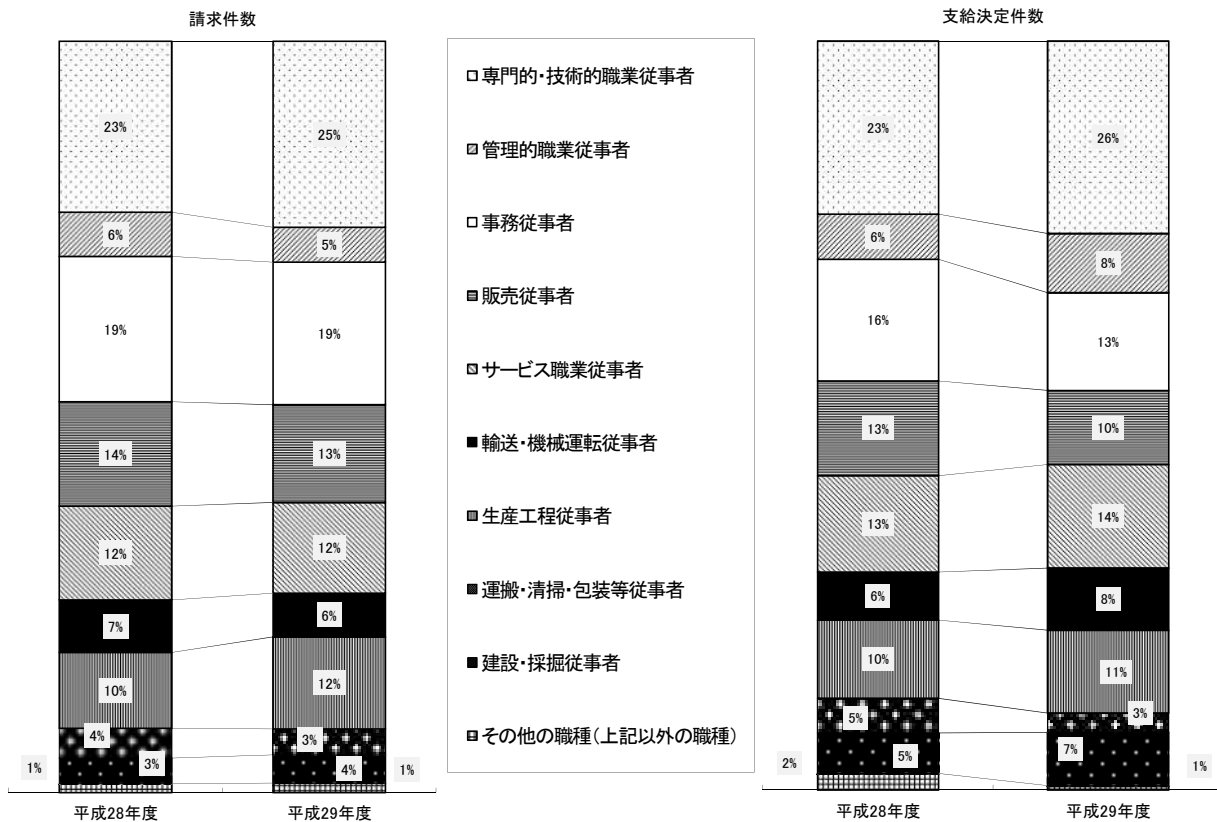 請求件数
23%
6%
19%
14%
12%
7%
10%
4%
3%
1%
平成28年度
25%
5%
19%
13%
12%
6%
12%
3%
4%
1%
平成29年度
専門的・技術的職業従事者
管理的職業従事者
事務従事者
販売従事者
サービス職業従事者
輸送・機械運転従事者
生産工程従事者
運搬・清掃・包装等従事者
建設・採掘従事者
その他の職種(上記以外の職種)
支給決定件数
23%
6%
16%
13%
13%
6%
10%
5%
5%
2%
平成28年度
26%
8%
13%
10%
14%
8%
11%
3%
7%
1%
平成29年度